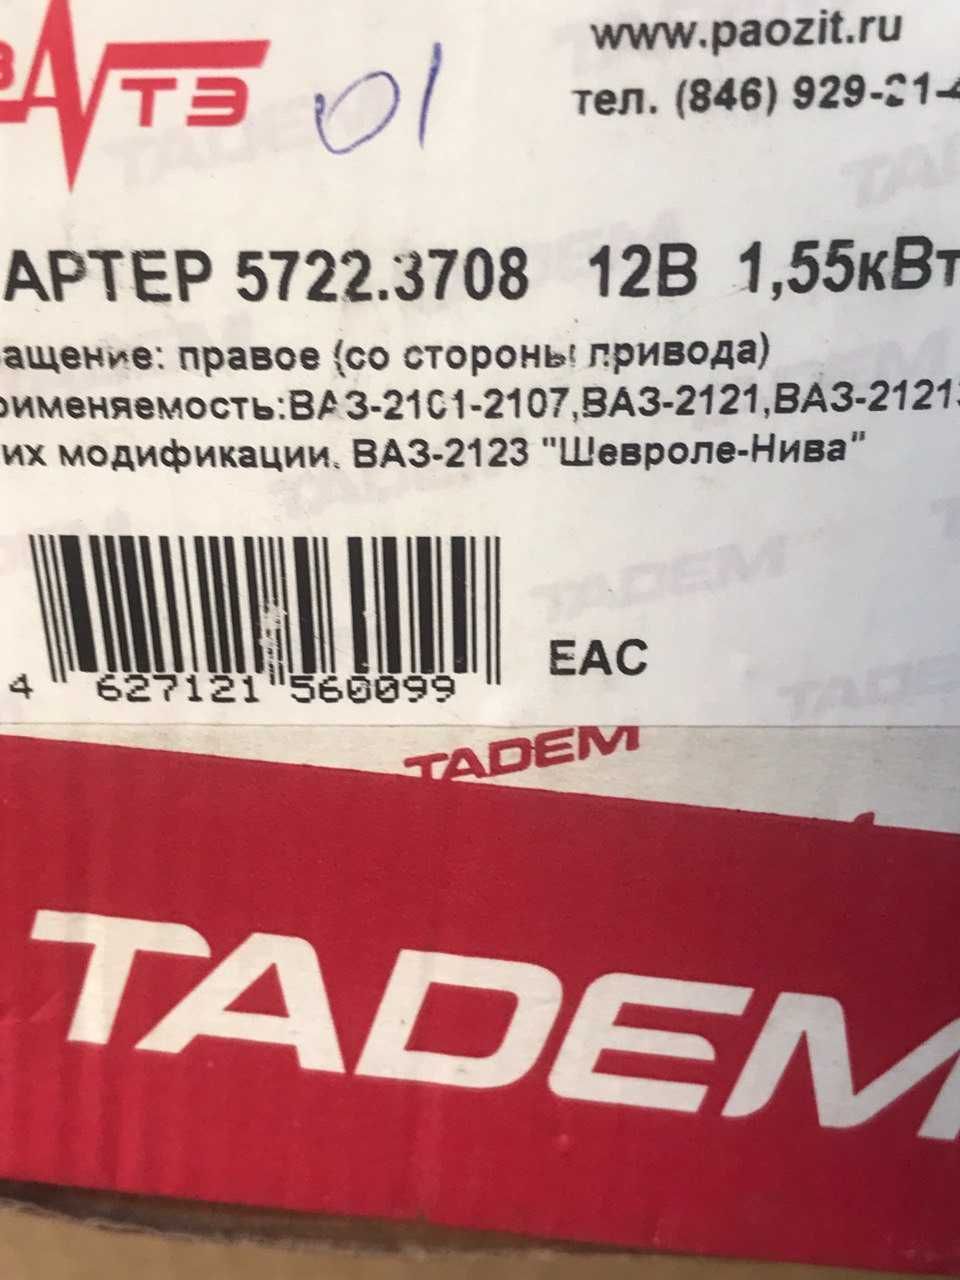 www.paozit.ru
ВАТЭ 01
тел. (846) 929-21-4
АРТЕР 5722.3708 12В 1,55кВт
ащение: правое (со стороны привода)
рименяемость:ВАЗ-2101-2107,ВАЗ-2121,ВАЗ-2121
их модификации. ВАЗ-2123 "Шевроле-Нива"
4 627121 560099
EAC
TADEM
TADEM